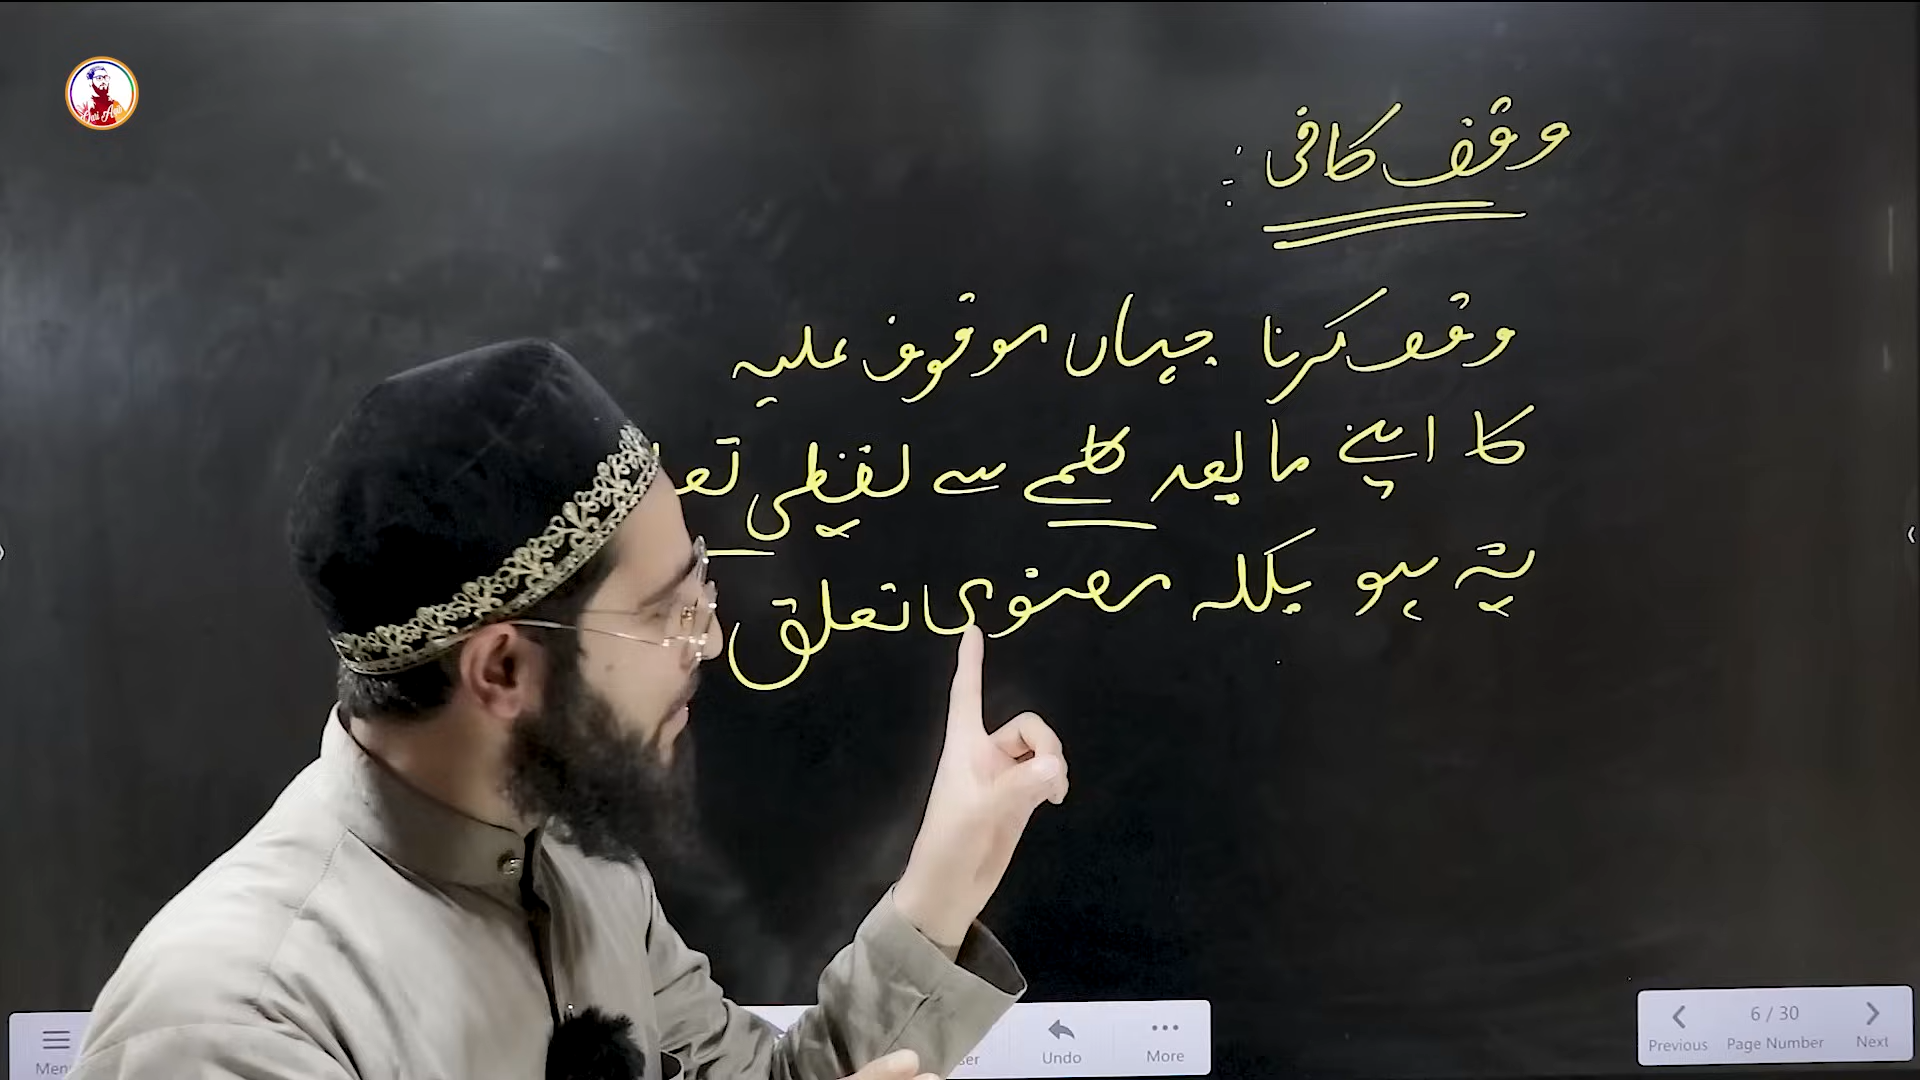 وقف کافی :
وقف کرنا جہاں موقوف علیہ
کا اپنے مابعد کلمے سے لفظی تعل
نہ ہو بلکہ معنوی تعلق
Undo
More
Previous
6 / 30
Page Number
Next